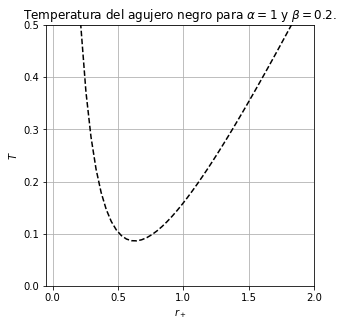 Temperatura del agujero negro para α = 1 y β = 0.2.
0.5
0.4
0.3
0.2
0.1
0.0
T
0.0 0.5 1.0 1.5 2.0
r+